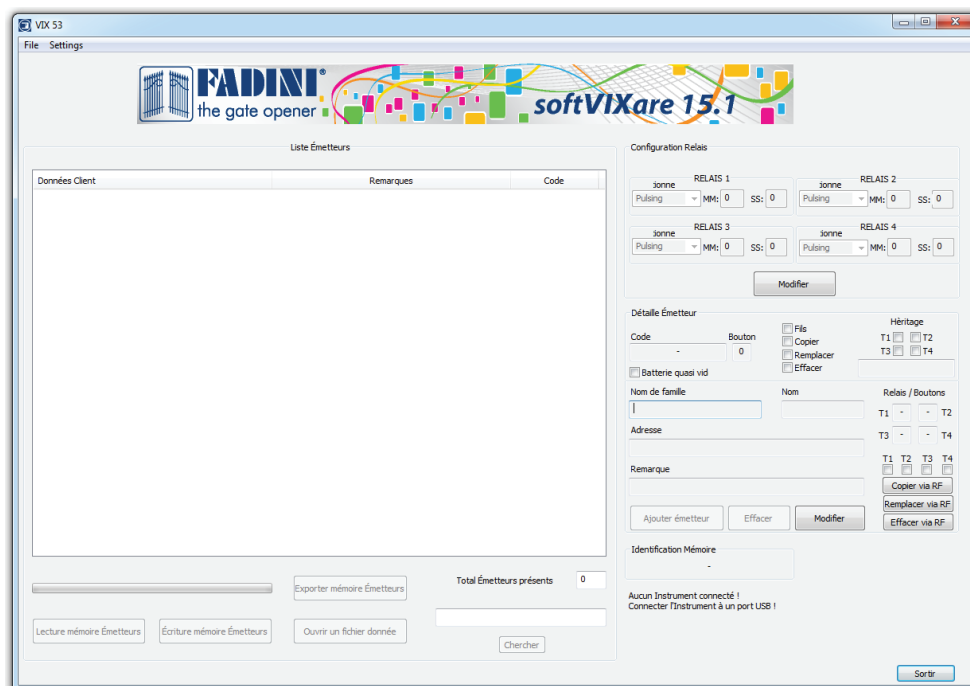 VIX 53
File Settings
FADINI®
the gate opener
softVIXare 15.1
Liste Émetteurs
Données Client Remarques Code
Lecture mémoire Émetteurs
Écriture mémoire Émetteurs
Exporter mémoire Émetteurs
Ouvrir un fichier donnée
Total Émetteurs présents 0
Chercher
Configuration Relais
RELAIS 1
ionne
Pulsing MM: 0 SS: 0
RELAIS 2
ionne
Pulsing MM: 0 SS: 0
RELAIS 3
ionne
Pulsing MM: 0 SS: 0
RELAIS 4
ionne
Pulsing MM: 0 SS: 0
Modifier
Détaille Émetteur
Code Bouton
- 0
Batterie quasi vid
Fils
Copier
Remplacer
Effacer
Hèritage
T1 T2
T3 T4
Nom de famille Nom
Adresse
Remarque
Relais / Boutons
T1 - - T2
T3 - - T4
T1 T2 T3 T4
Copier via RF
Remplacer via RF
Effacer via RF
Ajouter émetteur Effacer Modifier
Identification Mémoire
-
Aucun Instrument connecté !
Connecter l'Instrument à un port USB !
Sortir